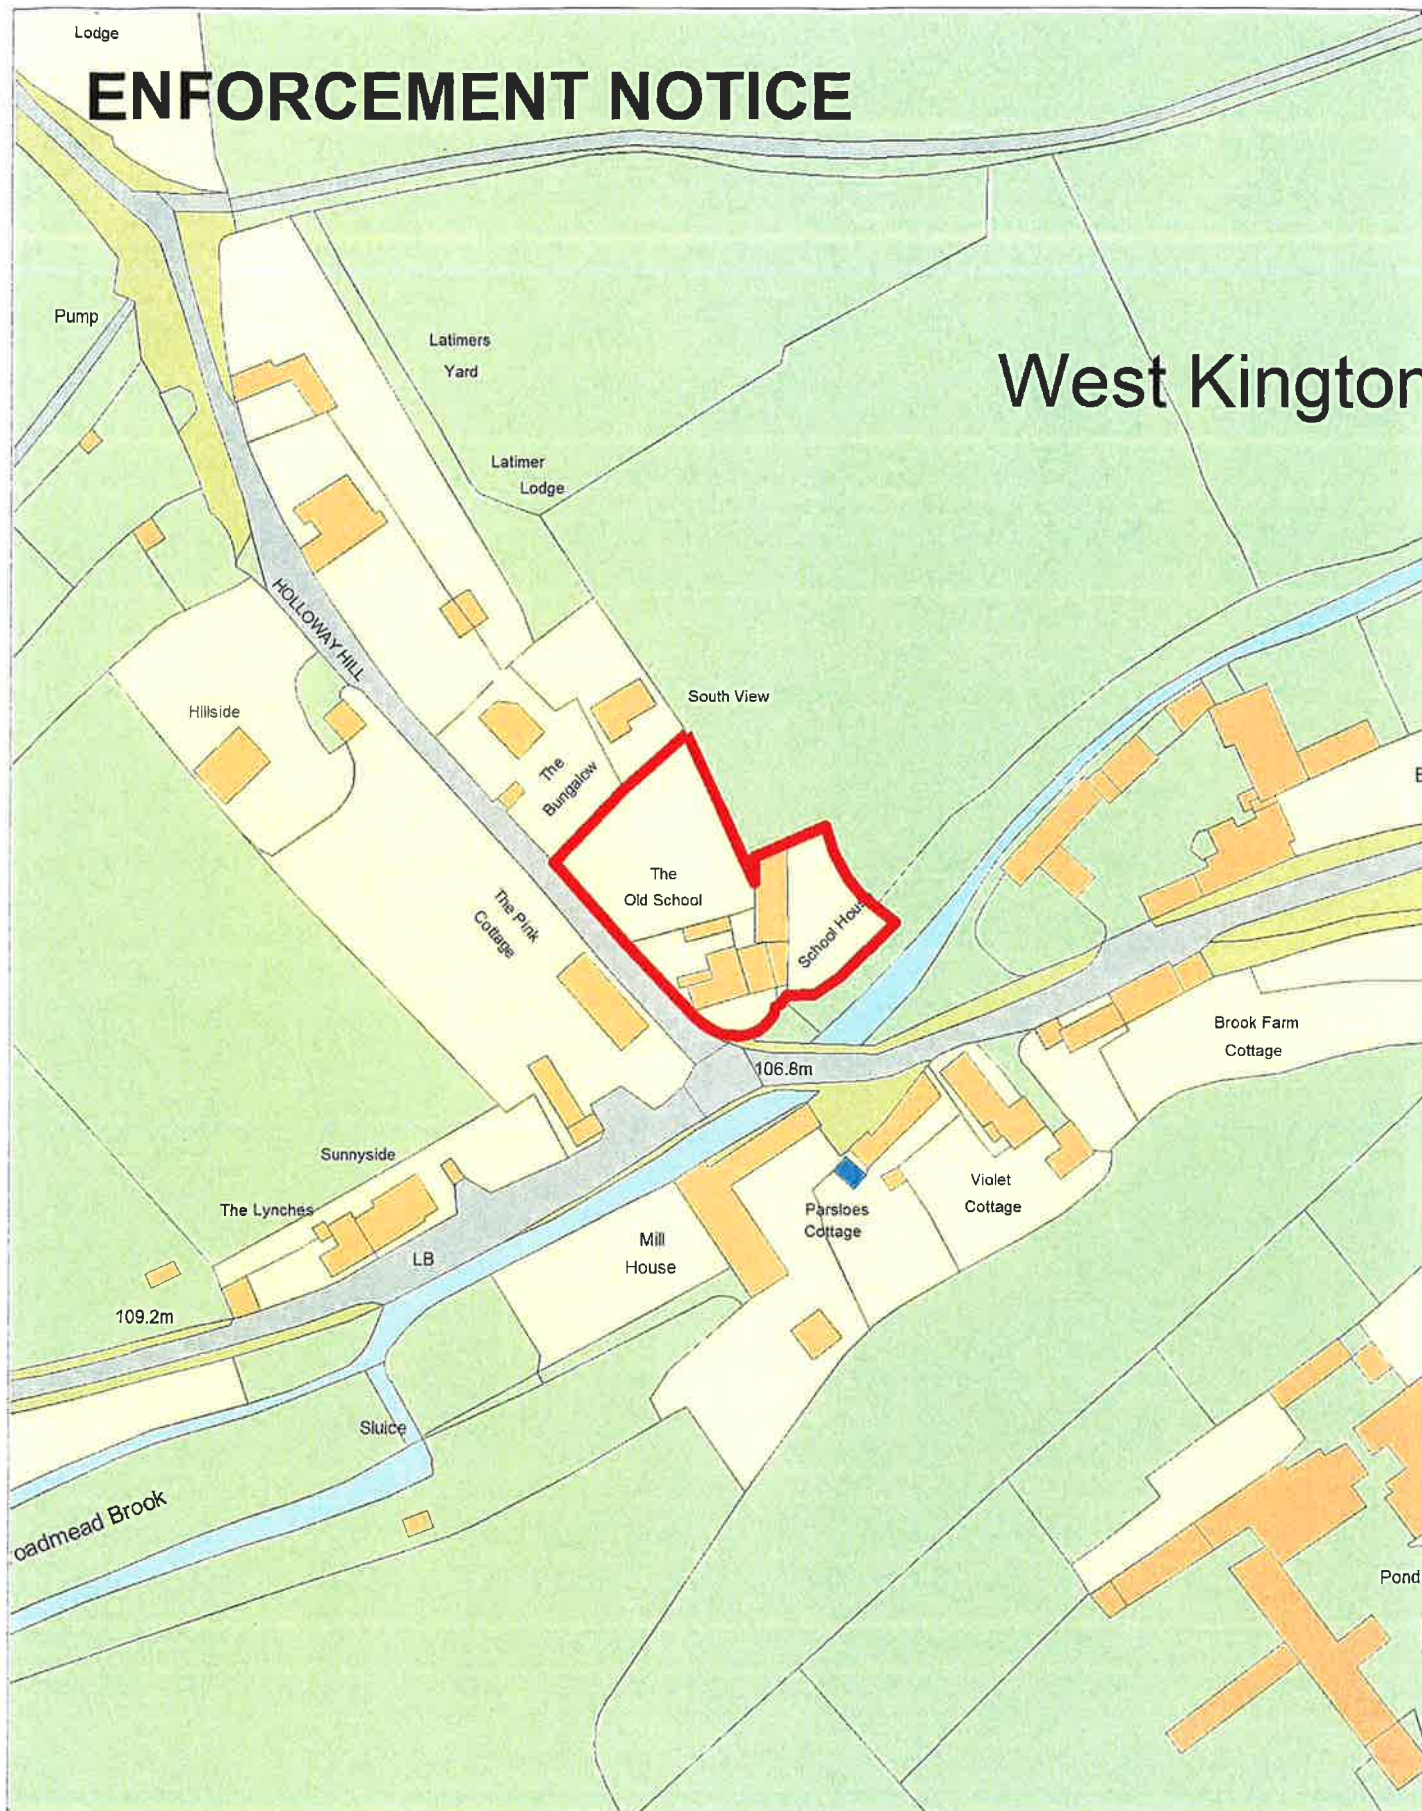 Lodge
ENFORCEMENT NOTICE
Pump
Latimers
Yard
West Kington
Latimer
Lodge
HOLLOWAY HILL
South View
Hillside
The
Bungalow
The
Old School
The Pink
Cottage
School Hous
Brook Farm
Cottage
106.8m
Sunnyside
Violet
Cottage
The Lynches
Parsloes
Cottage
Mill
House
LB
109.2m
Sluice
oadmead Brook
Pond